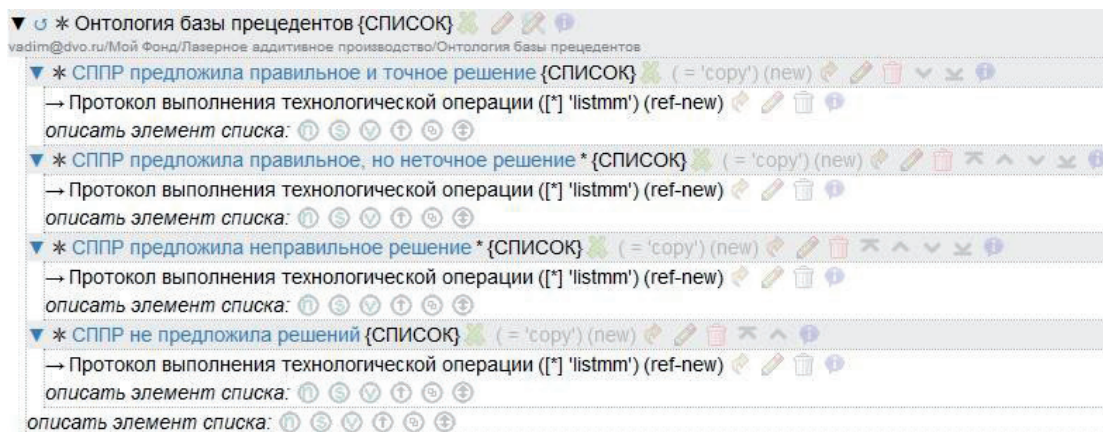 ▼ ↺ * Онтология базы прецедентов {СПИСОК}
vadim@dvo.ru/Мой Фонд/Лазерное аддитивное производство/Онтология базы прецедентов
▼ * СППР предложила правильное и точное решение {СПИСОК} ( = 'copy') (new)
→ Протокол выполнения технологической операции ([*] 'listmm') (ref-new)
описать элемент списка: n s v
▼ * СППР предложила правильное, но неточное решение * {СПИСОК} ( = 'copy') (new)
→ Протокол выполнения технологической операции ([*] 'listmm') (ref-new)
описать элемент списка: n s v
▼ * СППР предложила неправильное решение * {СПИСОК} ( = 'copy') (new)
→ Протокол выполнения технологической операции ([*] 'listmm') (ref-new)
описать элемент списка: n s v
▼ * СППР не предложила решений {СПИСОК} ( = 'copy') (new)
→ Протокол выполнения технологической операции ([*] 'listmm') (ref-new)
описать элемент списка: n s v
описать элемент списка: n s v